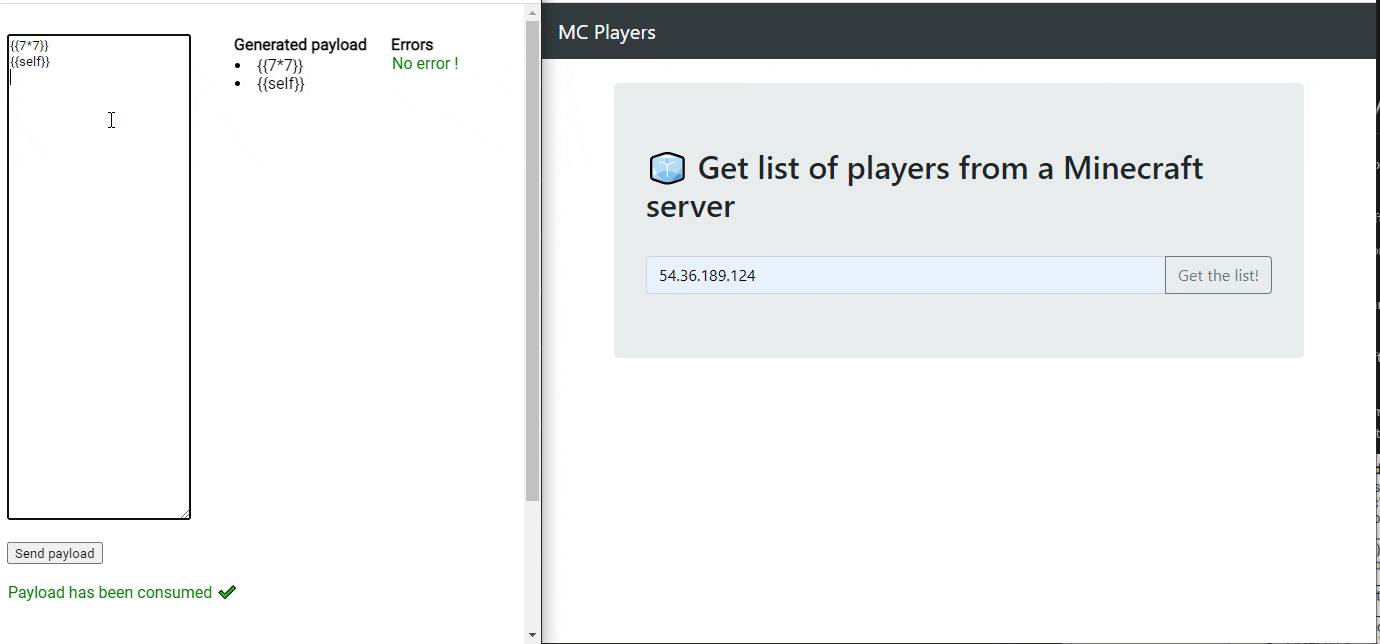 {{7*7}}
{{self}}
Generated payload
{{7*7}}
{{self}}
Errors
No error !
Send payload
Payload has been consumed
MC Players
Get list of players from a Minecraft
server
54.36.189.124
Get the list!